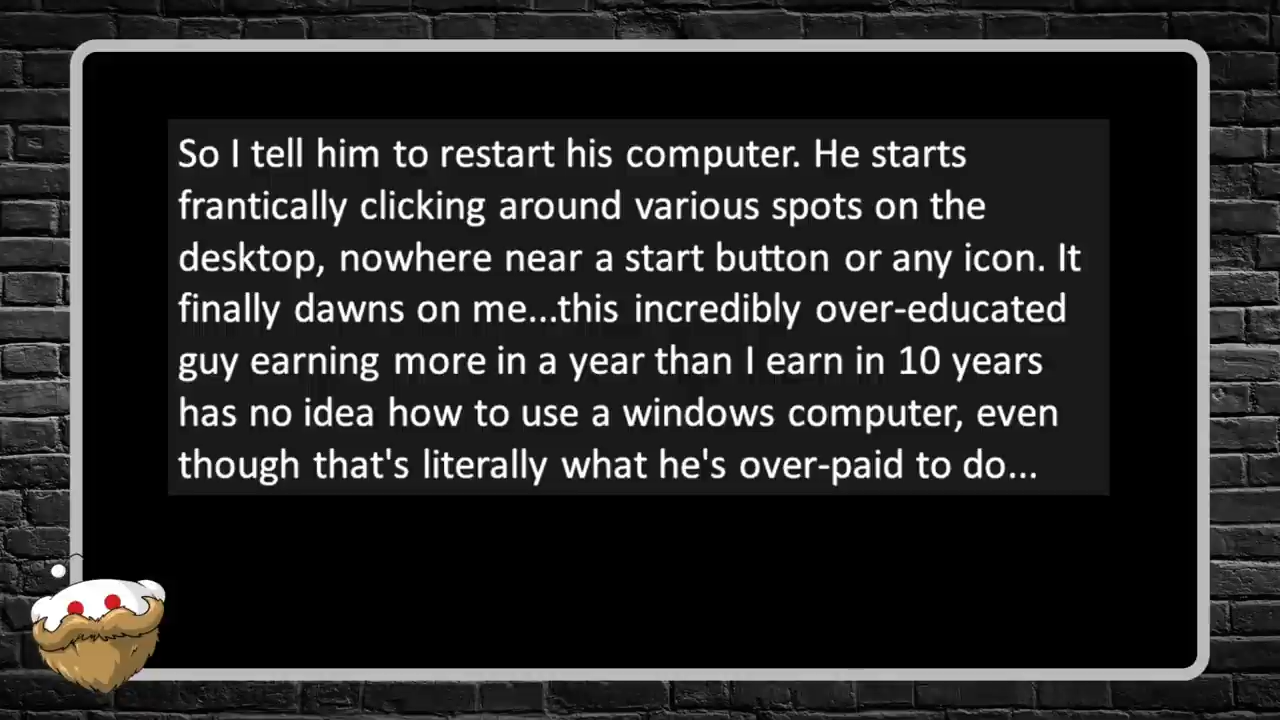 So I tell him to restart his computer. He starts
frantically clicking around various spots on the
desktop, nowhere near a start button or any icon. It
finally dawns on me...this incredibly over-educated
guy earning more in a year than I earn in 10 years
has no idea how to use a windows computer, even
though that's literally what he's over-paid to do...